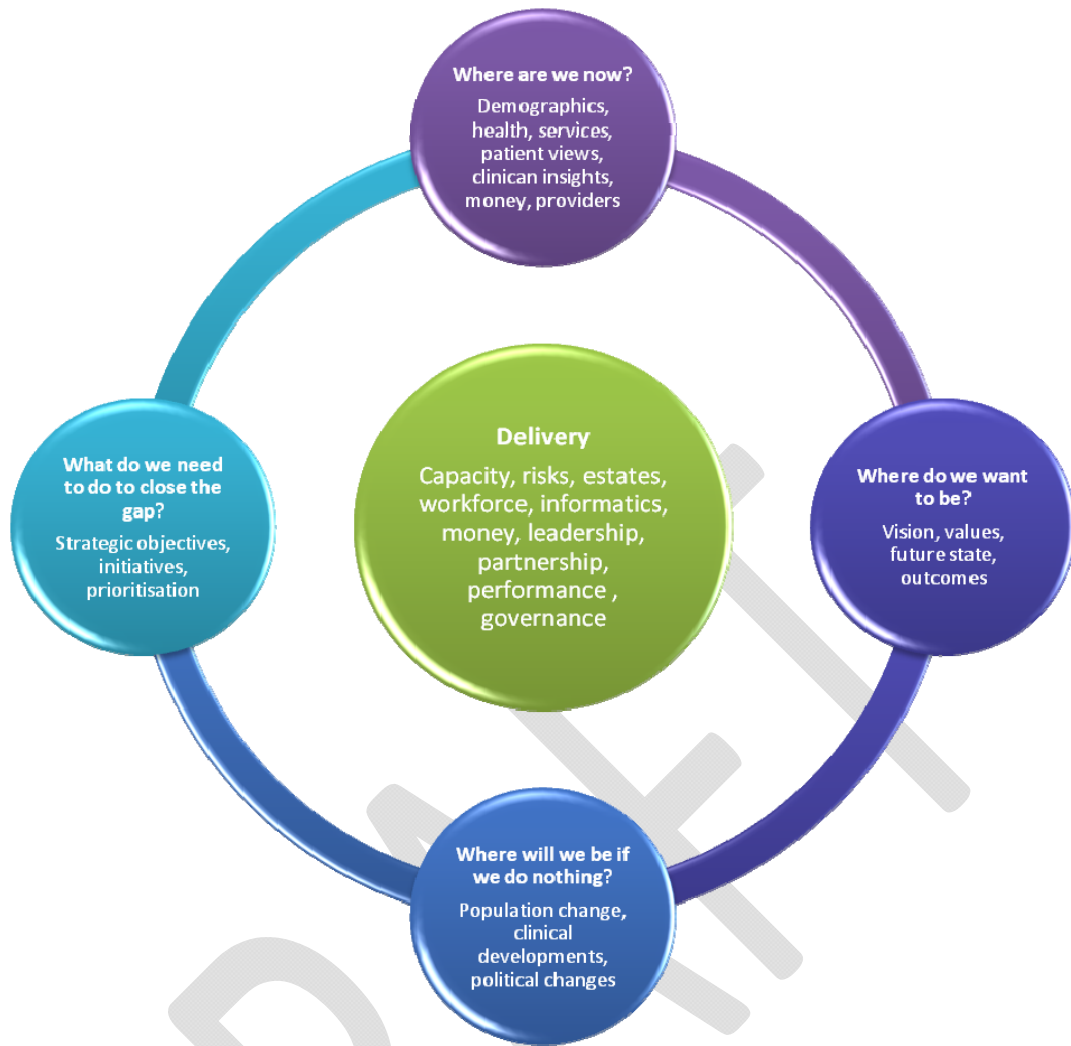 Where are we now?
Demographics,
health, services,
patient views,
clinican insights,
money, providers
Where do we want
to be?
Vision, values,
future state,
outcomes
Where will we be if
we do nothing?
Population change,
clinical
developments,
political changes
What do we need
to do to close the
gap?
Strategic objectives,
initiatives,
prioritisation
Delivery
Capacity, risks, estates,
workforce, informatics,
money, leadership,
partnership,
performance ,
governance